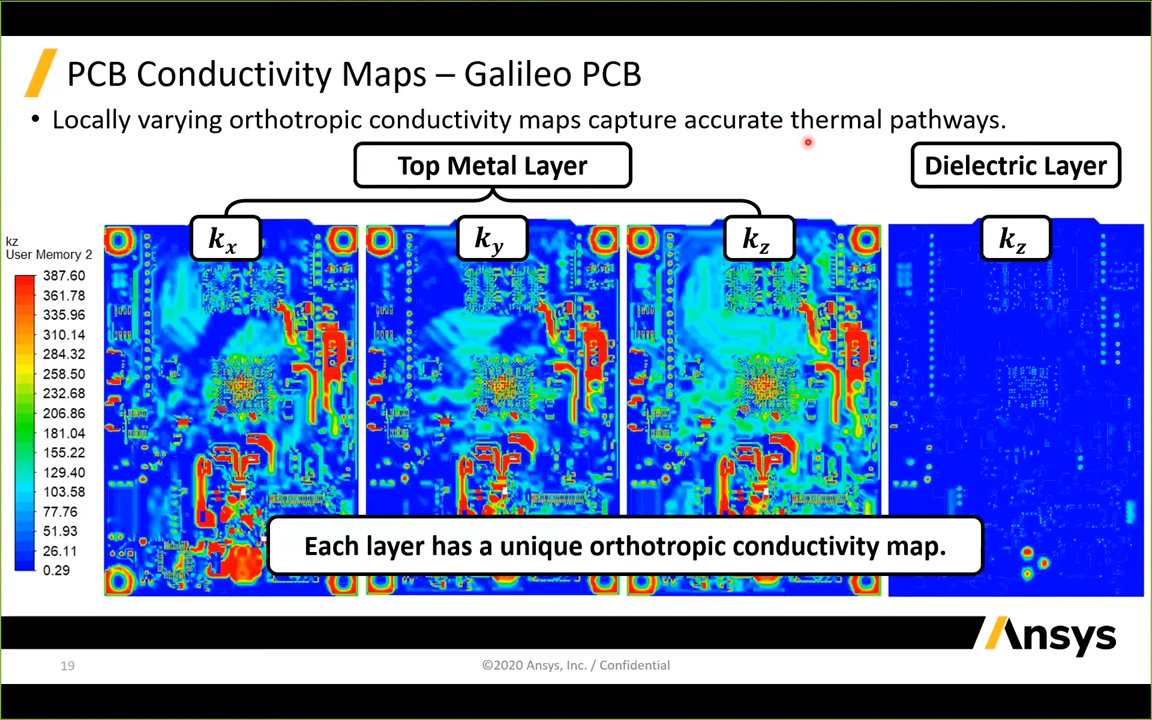 PCB Conductivity Maps – Galileo PCB
• Locally varying orthotropic conductivity maps capture accurate thermal pathways.
Top Metal Layer
Dielectric Layer
kx
ky
kz
kz
kz
User Memory 2
387.60
361.78
335.96
310.14
284.32
258.50
232.68
206.86
181.04
155.22
129.40
103.58
77.76
51.93
26.11
0.29
Each layer has a unique orthotropic conductivity map.
Ansys
19
©2020 Ansys, Inc. / Confidential